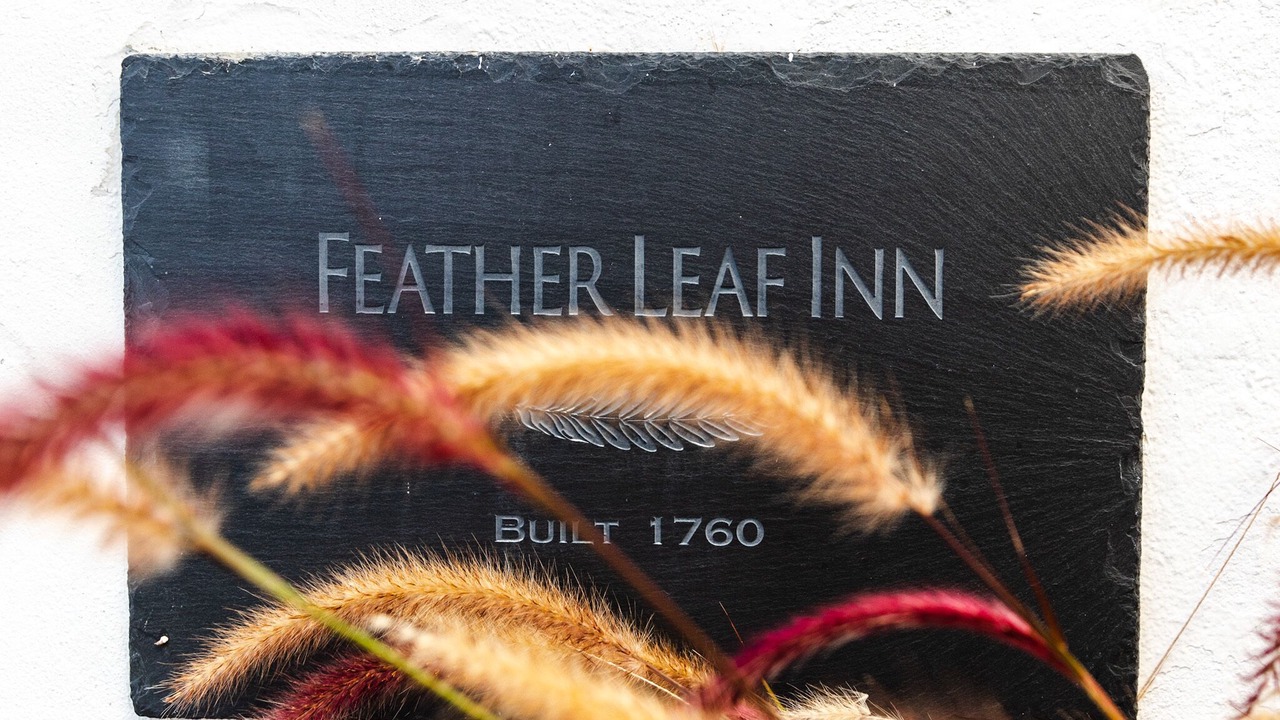 FEATHER LEAF INN
BUILT 1760